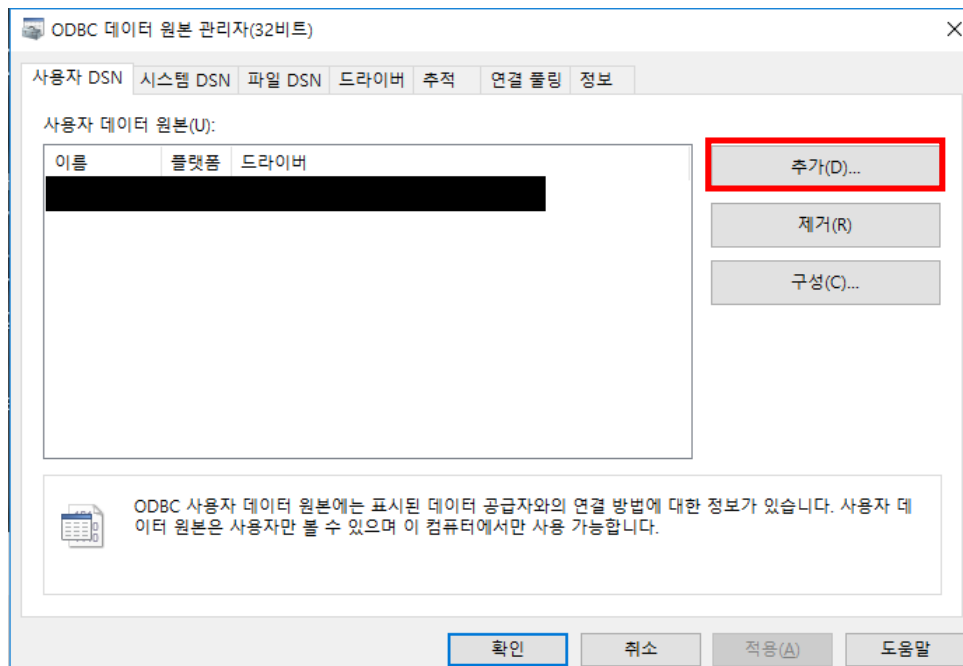 ODBC 데이터 원본 관리자(32비트)
사용자 DSN 시스템 DSN 파일 DSN 드라이버 추적 연결 풀링 정보
사용자 데이터 원본(U):
이름 플랫폼 드라이버
추가(D)...
제거(R)
구성(C)...
ODBC 사용자 데이터 원본에는 표시된 데이터 공급자와의 연결 방법에 대한 정보가 있습니다. 사용자 데
이터 원본은 사용자만 볼 수 있으며 이 컴퓨터에서만 사용 가능합니다.
확인 취소 적용(A) 도움말